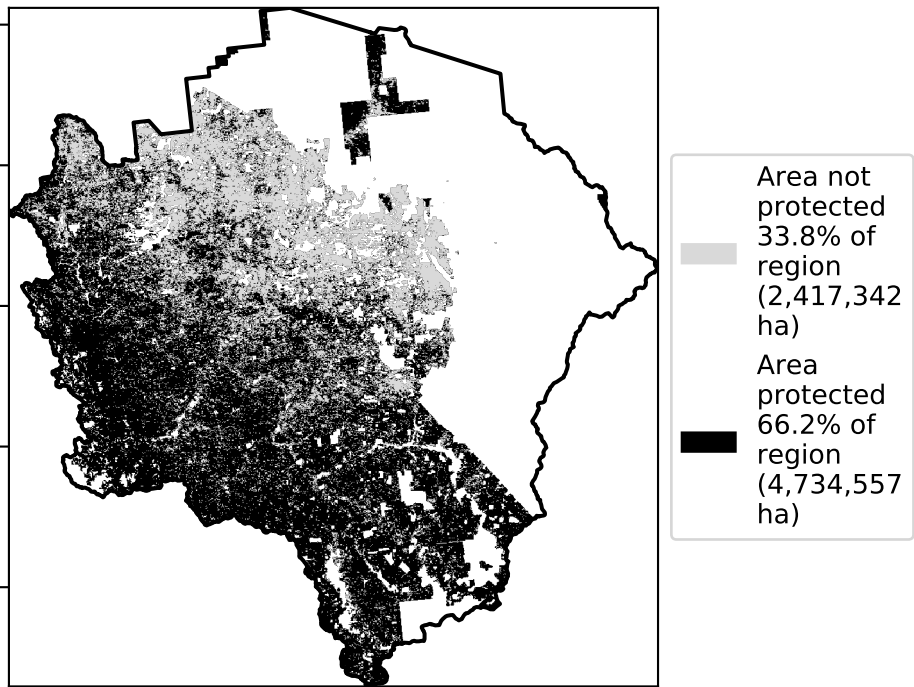 Area not
protected
33.8% of
region
(2,417,342
ha)
Area
protected
66.2% of
region
(4,734,557
ha)